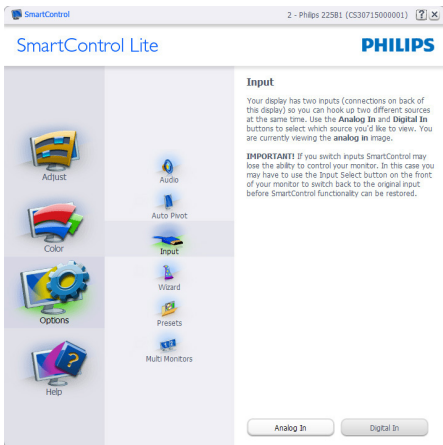 SmartControl
2 - Philips 225B1 (CS30715000001)
SmartControl Lite
PHILIPS
Adjust
Color
Options
Help
Audio
Auto Pivot
Input
Wizard
Presets
Multi Monitors
Input
Your display has two inputs (connections on back of
this display) so you can hook up two different sources
at the same time. Use the Analog In and Digital In
buttons to select which source you'd like to view. You
are currently viewing the analog in image.
IMPORTANT! If you switch inputs SmartControl may
lose the ability to control your monitor. In this case you
may have to use the Input Select button on the front
of your monitor to switch back to the original input
before SmartControl functionality can be restored.
Analog In
Digital In